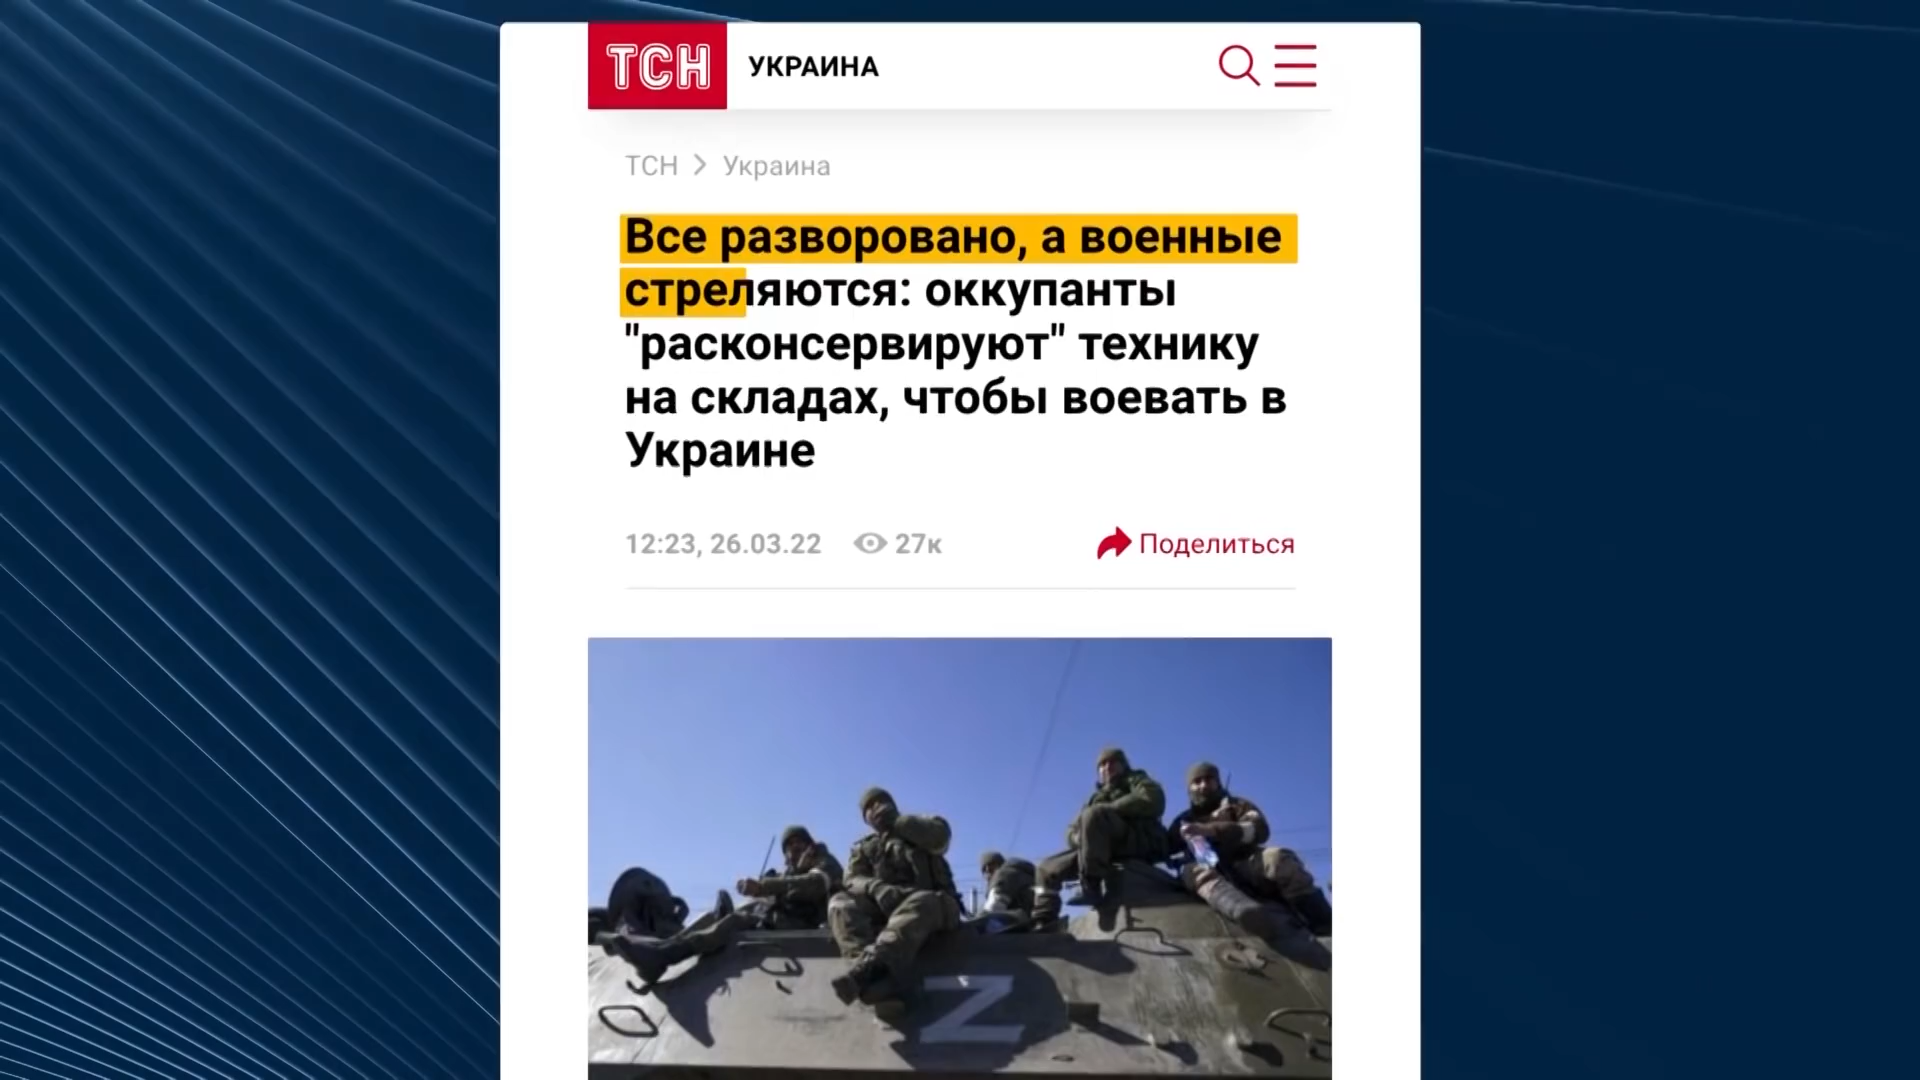 ТСН УКРАИНА
ТСН > Украина
Все разворовано, а военные
стреляются: оккупанты
"расконсервируют" технику
на складах, чтобы воевать в
Украине
12:23, 26.03.22 27к Поделиться
Z